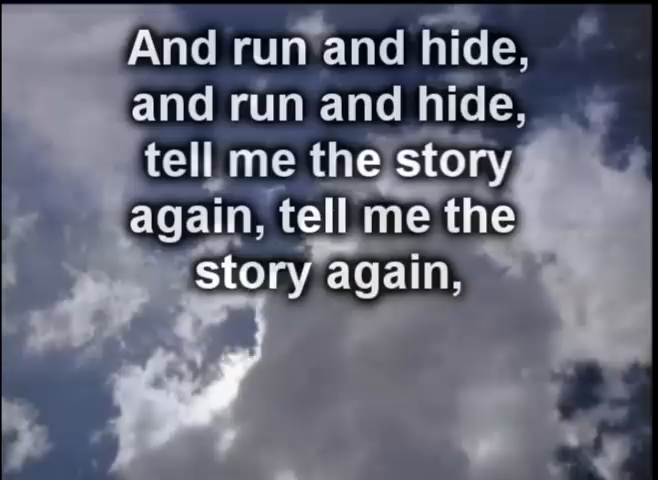 And run and hide,
and run and hide,
tell me the story
again, tell me the
story again,